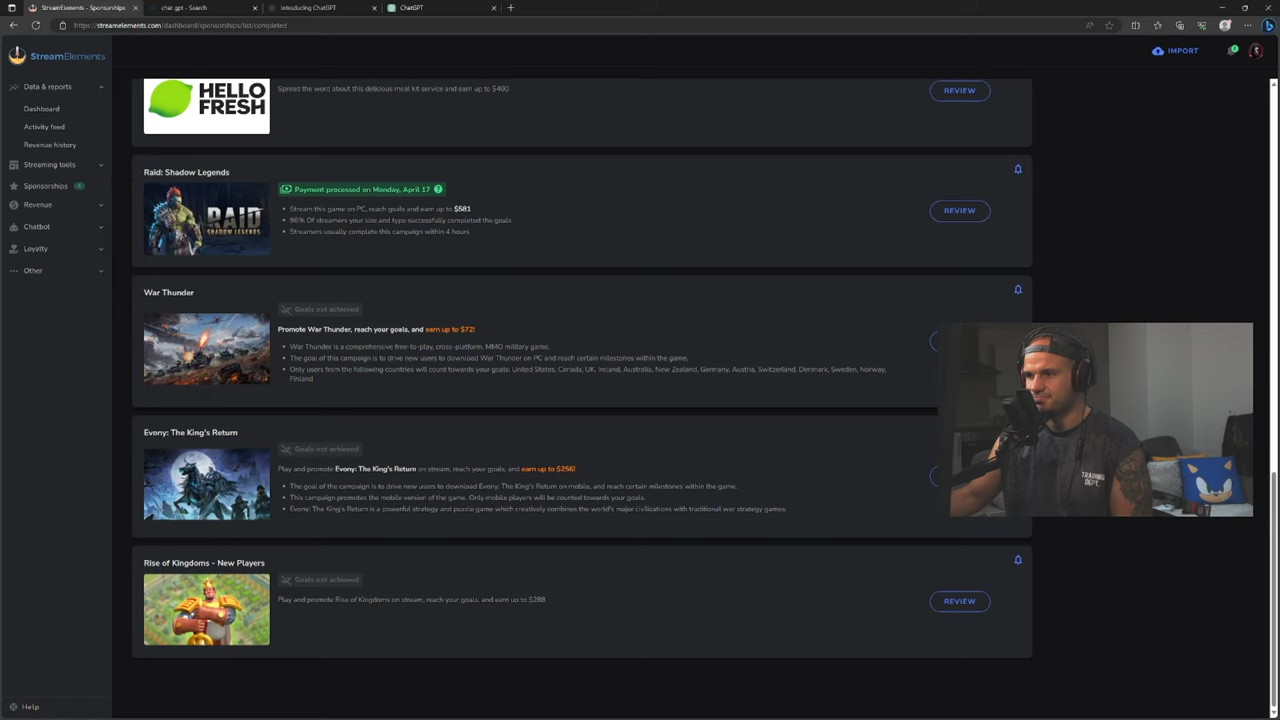 StreamElements - Sponsorships
chat gpt - Search
Introducing ChatGPT
ChatGPT
https://streamelements.com/dashboard/sponsorships/list/completed
StreamElements
IMPORT
Data & reports
Dashboard
Activity feed
Revenue history
Streaming tools
Sponsorships
Revenue
Chatbot
Loyalty
Other
Help
HELLO
FRESH
Spread the word about this delicious meal kit service and earn up to $400
REVIEW
Raid: Shadow Legends
RAID
SHADOW LEGENDS
Payment processed on Monday, April 17
Stream this game on PC, reach goals and earn up to $581
96% Of streamers your size and type successfully completed the goals
Streamers usually complete this campaign within 4 hours
REVIEW
War Thunder
Goals not achieved
Promote War Thunder, reach your goals, and earn up to $72!
War Thunder is a comprehensive free-to-play, cross-platform, MMO military game.
The goal of this campaign is to drive new users to download War Thunder on PC and reach certain milestones within the game.
Only users from the following countries will count towards your goals: United States, Canada, UK, Ireland, Australia, New Zealand, Germany, Austria, Switzerland, Denmark, Sweden, Norway,
Finland
Evony: The King's Return
Goals not achieved
Play and promote Evony: The King's Return on stream, reach your goals, and earn up to $256!
The goal of the campaign is to drive new users to download Evony: The King's Return on mobile, and reach certain milestones within the game.
This campaign promotes the mobile version of the game. Only mobile players will be counted towards your goals.
Evony: The King's Return is a powerful strategy and puzzle game which creatively combines the world's major civilizations with traditional war strategy games.
TRAINING
DEPT.
Rise of Kingdoms - New Players
Goals not achieved
Play and promote Rise of Kingdoms on stream, reach your goals, and earn up to $288
REVIEW